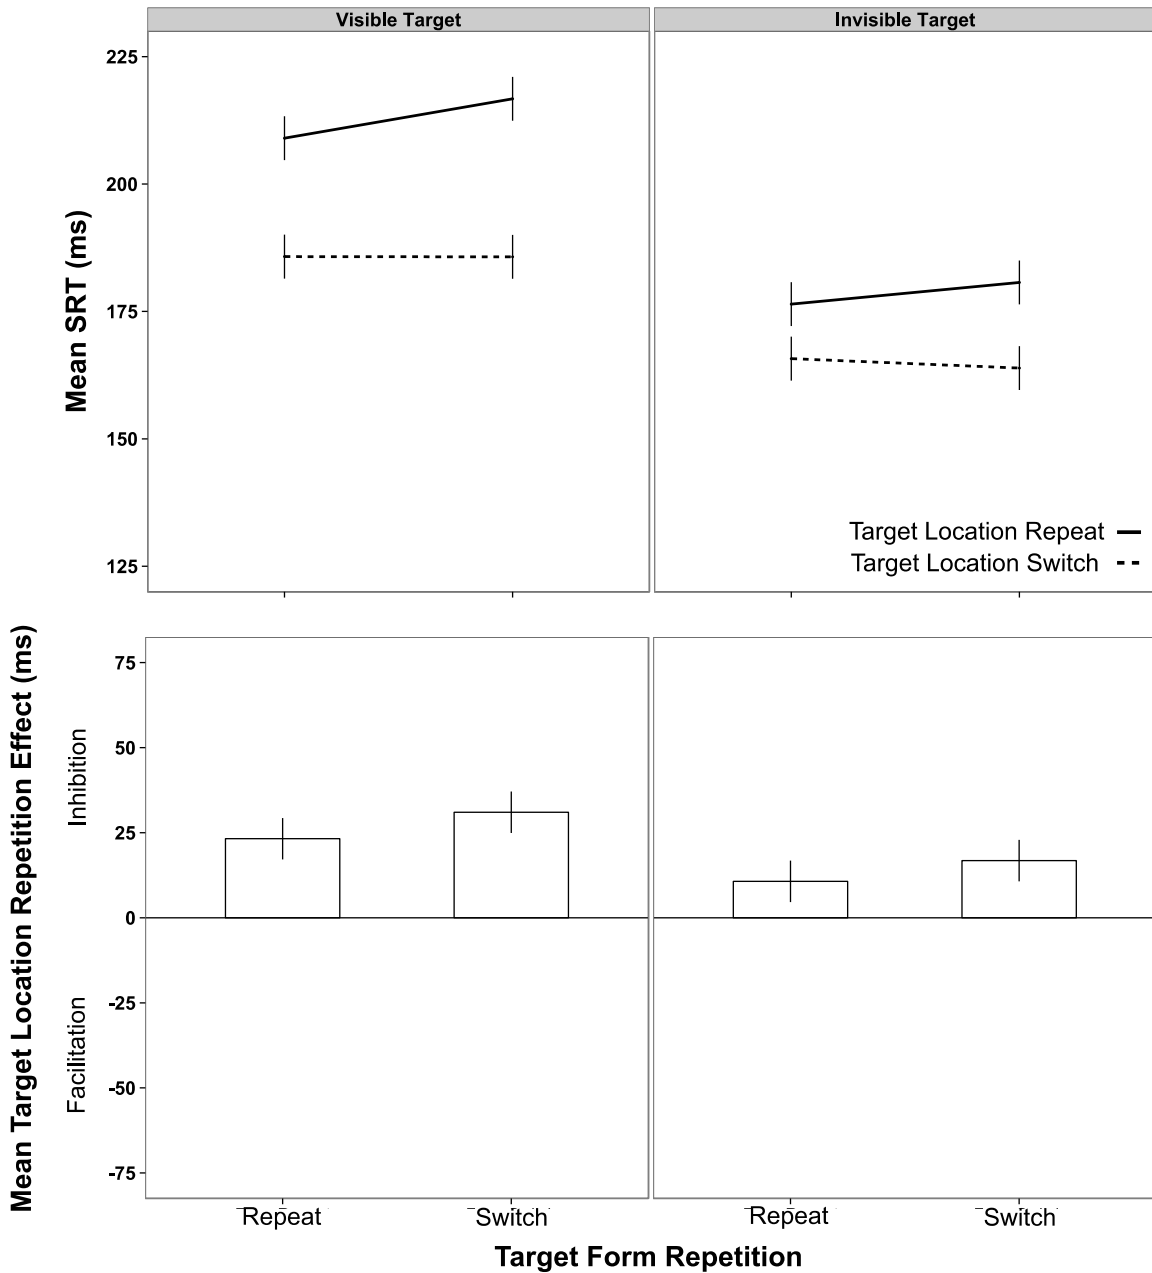 Visible Target
Invisible Target
225
200
175
150
125
Mean SRT (ms)
Target Location Repeat
Target Location Switch
75
50
25
0
-25
-50
-75
Mean Target Location Repetition Effect (ms)
Inhibition
Facilitation
Repeat
Switch
Repeat
Switch
Target Form Repetition